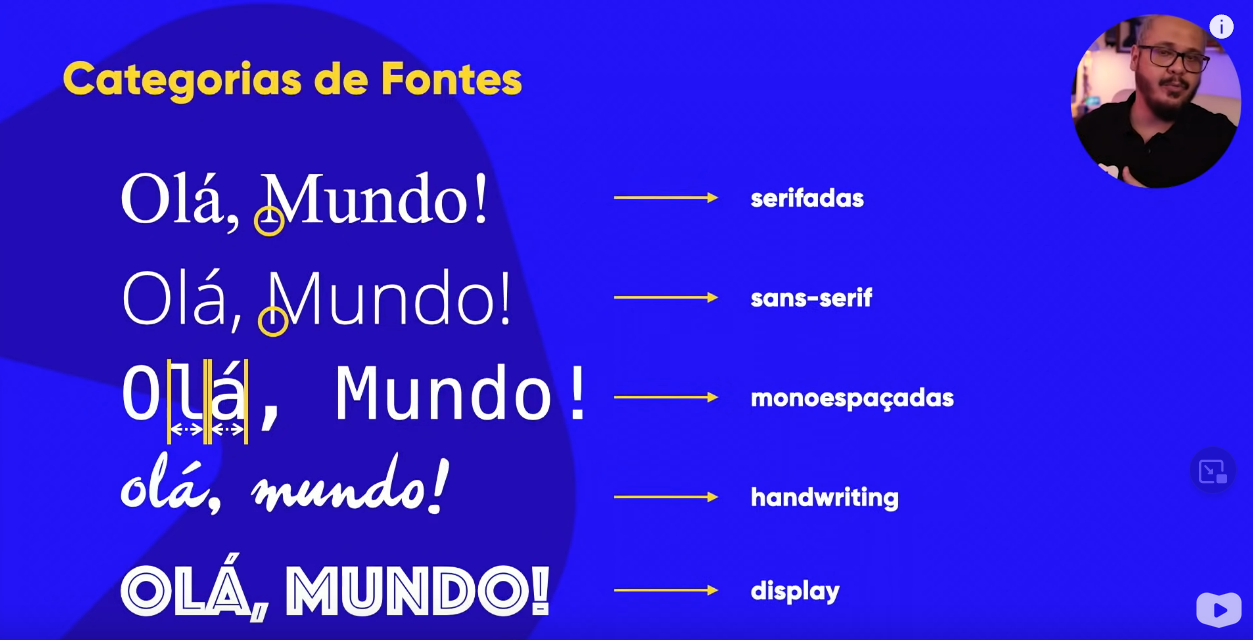 Categorias de Fontes
Olá, Mundo!
serifadas
Olá, Mundo!
sans-serif
Olá, Mundo!
monoespaçadas
olá, mundo!
handwriting
OLÁ, MUNDO!
display